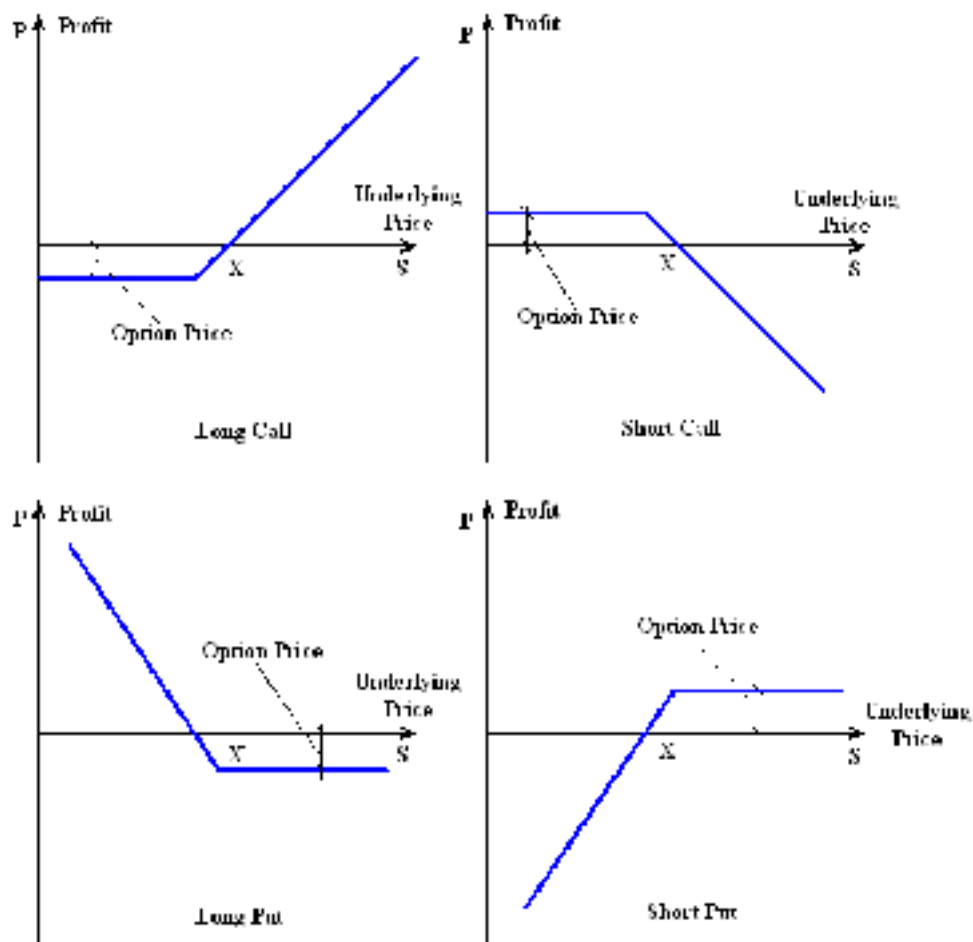 P Profit
Underlying
Price
X
S
Option Price
Long Call
P Profit
Underlying
Price
X
S
Option Price
Short Call
P Profit
Option Price
Underlying
Price
X
S
Long Put
P Profit
Option Price
Underlying
Price
X
S
Short Put